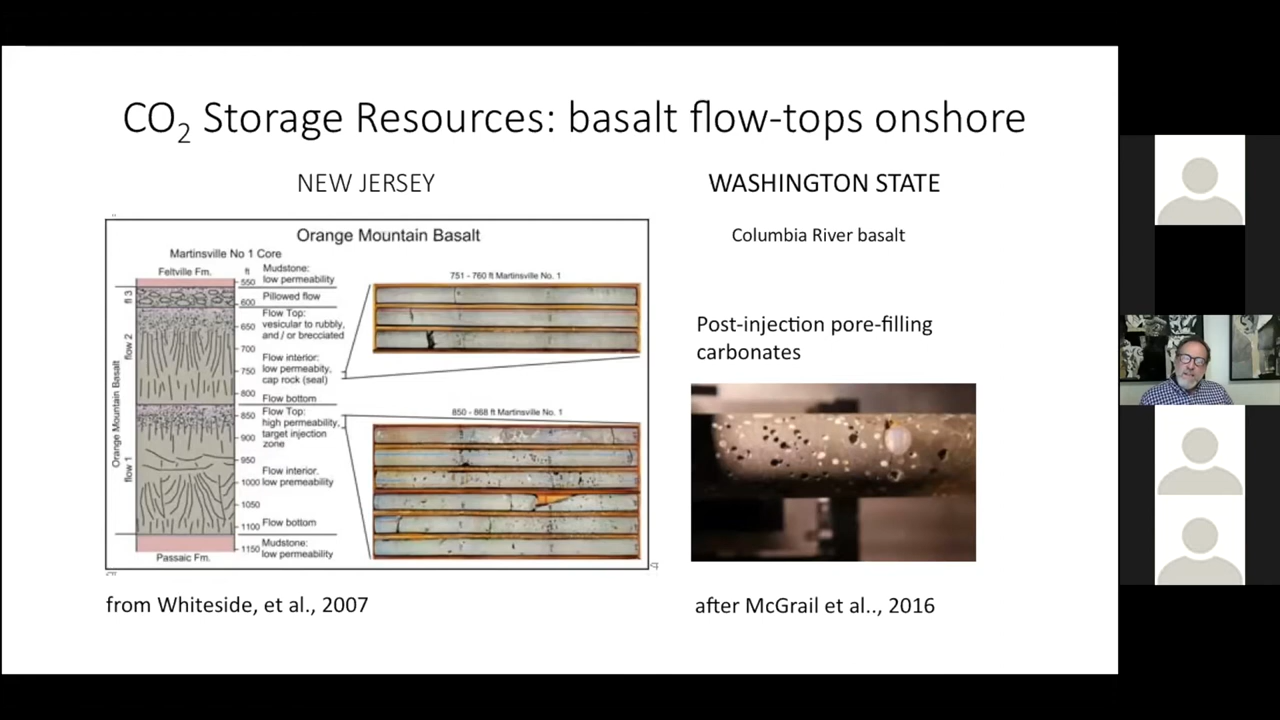 CO2 Storage Resources: basalt flow-tops onshore
NEW JERSEY
Orange Mountain Basalt
Martinsville No 1 Core
Feltville Fm.
ft
Mudstone:
low permeability
550
Pillowed flow
600
Flow Top:
vesicular to rubbly,
and / or brecciated
650
700
Flow interior:
low permeabity,
cap rock (seal)
750
800
Flow bottom
850
Flow Top:
high permeability,
target injection
zone
900
950
Flow interior.
low premeability
1000
1050
1100
Flow bottom
1150
Mudstone:
low permeability
Passaic Fm.
Orange Mountain Basalt
fl 3
flow 2
flow 1
751 - 760 ft Martinsville No. 1
850 - 868 ft Martinsville No. 1
from Whiteside, et al., 2007
WASHINGTON STATE
Columbia River basalt
Post-injection pore-filling
carbonates
after McGrail et al.., 2016